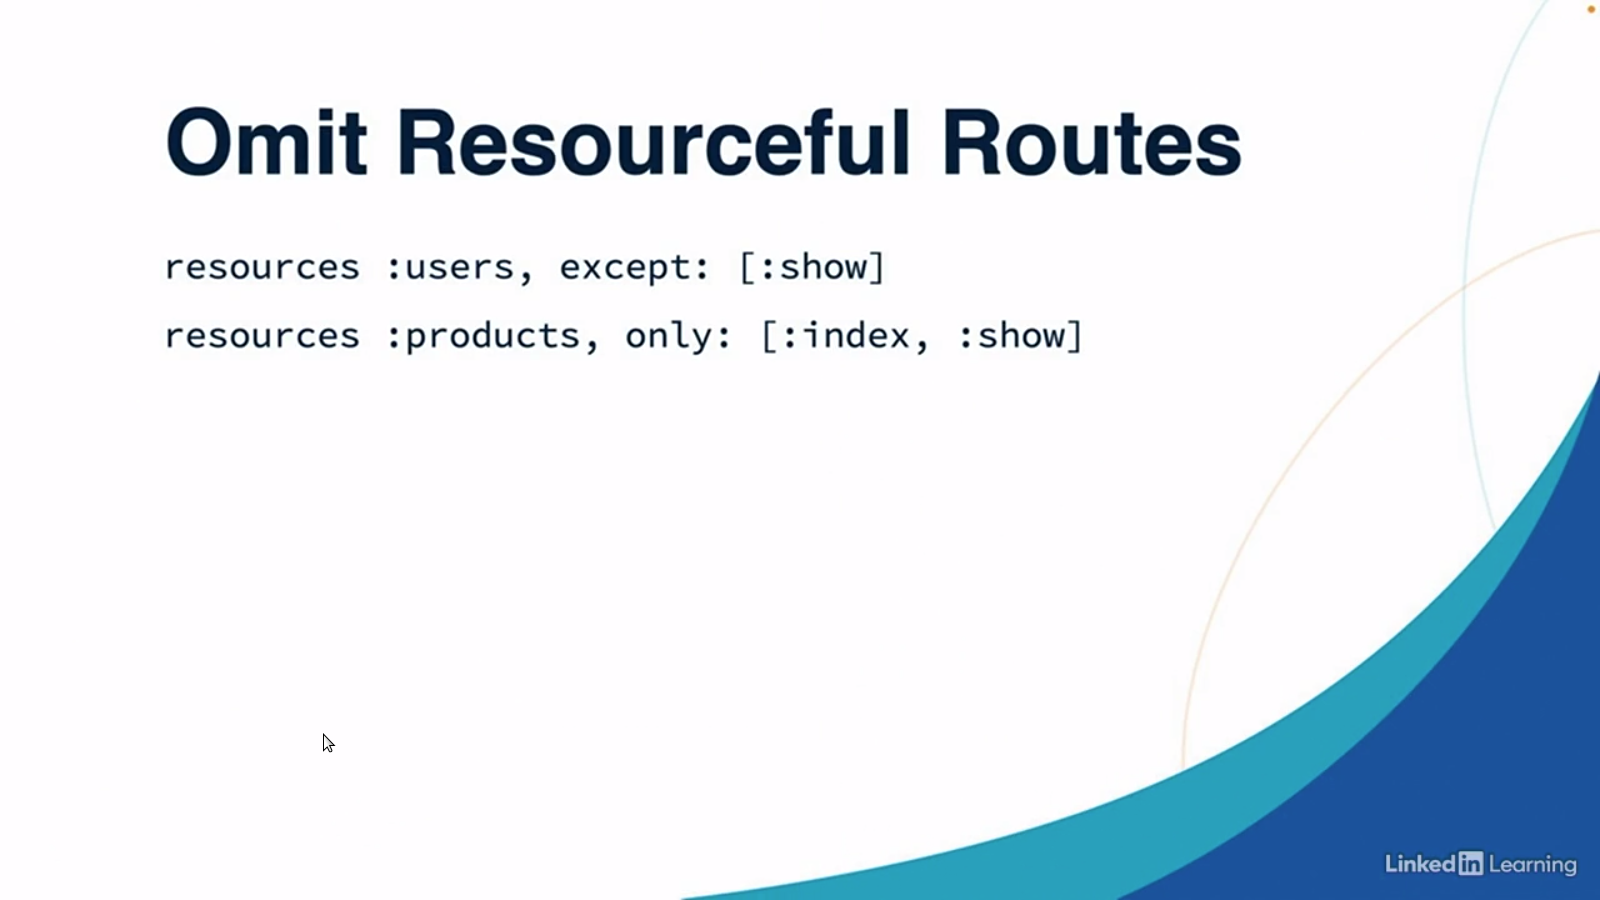 Omit Resourceful Routes
resources :users, except: [:show]
resources :products, only: [:index, :show]
Linked in Learning